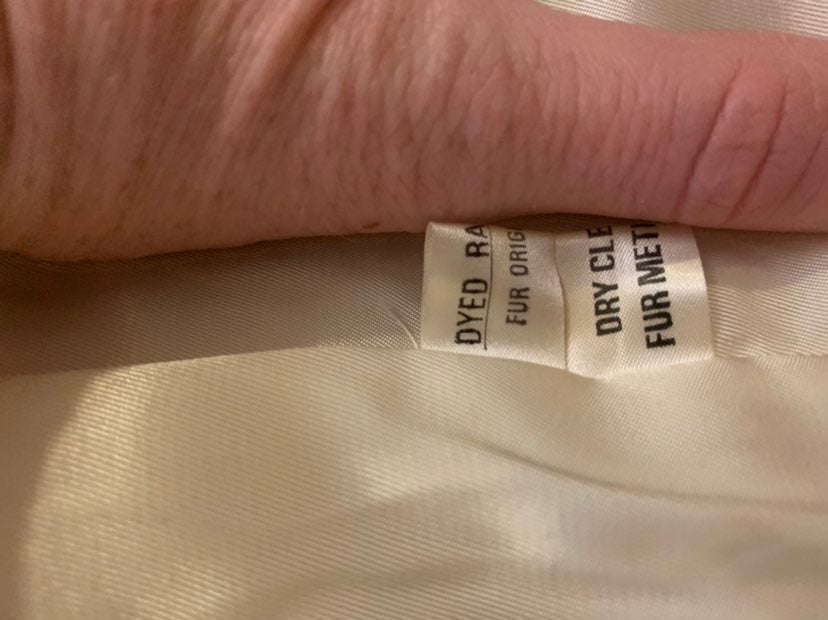 DYED RA
FUR ORIG
DRY CLE
FUR MET